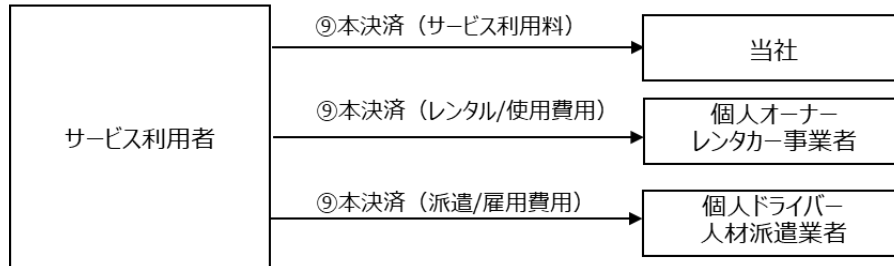 サービス利用者
⑨本決済（サービス利用料）
当社
⑨本決済（レンタル/使用費用）
個人オーナー
レンタカー事業者
⑨本決済（派遣/雇用費用）
個人ドライバー
人材派遣業者